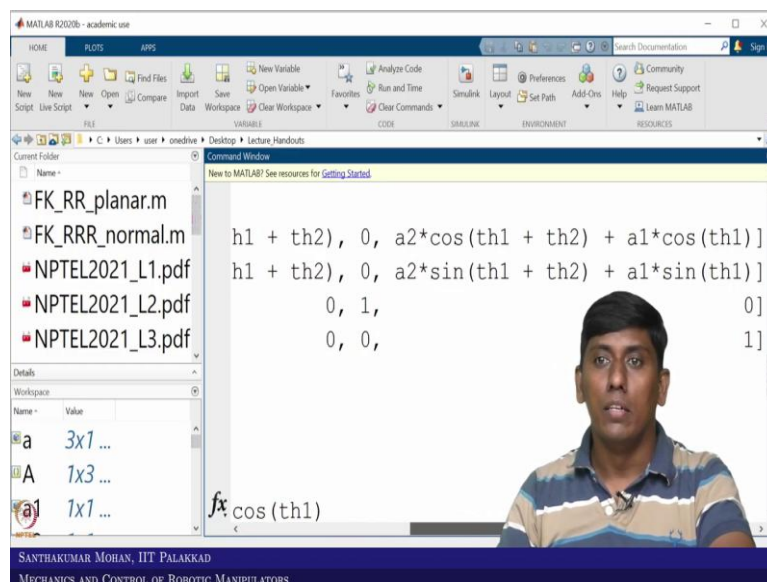 MATLAB R2020b - academic use
HOME PLOTS APPS
Search Documentation Sign
New Script
New Live Script
New
Open
Find Files
Compare
Import Data
Save Workspace
New Variable
Open Variable
Clear Workspace
Favorites
Analyze Code
Run and Time
Clear Commands
Simulink
Layout
Preferences
Set Path
Add-Ons
Help
Community
Request Support
Learn MATLAB
FILE VARIABLE CODE SIMULINK ENVIRONMENT RESOURCES
C: Users user onedrive Desktop Lecture_Handouts
Current Folder
Name
FK_RR_planar.m
FK_RRR_normal.m
NPTEL2021_L1.pdf
NPTEL2021_L2.pdf
NPTEL2021_L3.pdf
Details
Workspace
Name Value
a 3x1 ...
A 1x3 ...
a1 1x1 ...
Command Window
New to MATLAB? See resources for Getting Started.
h1 + th2), 0, a2*cos(th1 + th2) + a1*cos(th1)]
h1 + th2), 0, a2*sin(th1 + th2) + a1*sin(th1)]
0, 1, 0]
0, 0, 1]
fx cos(th1)
SANTHAKUMAR MOHAN, IIT PALAKKAD
MECHANICS AND CONTROL OF ROBOTIC MANIPULATORS